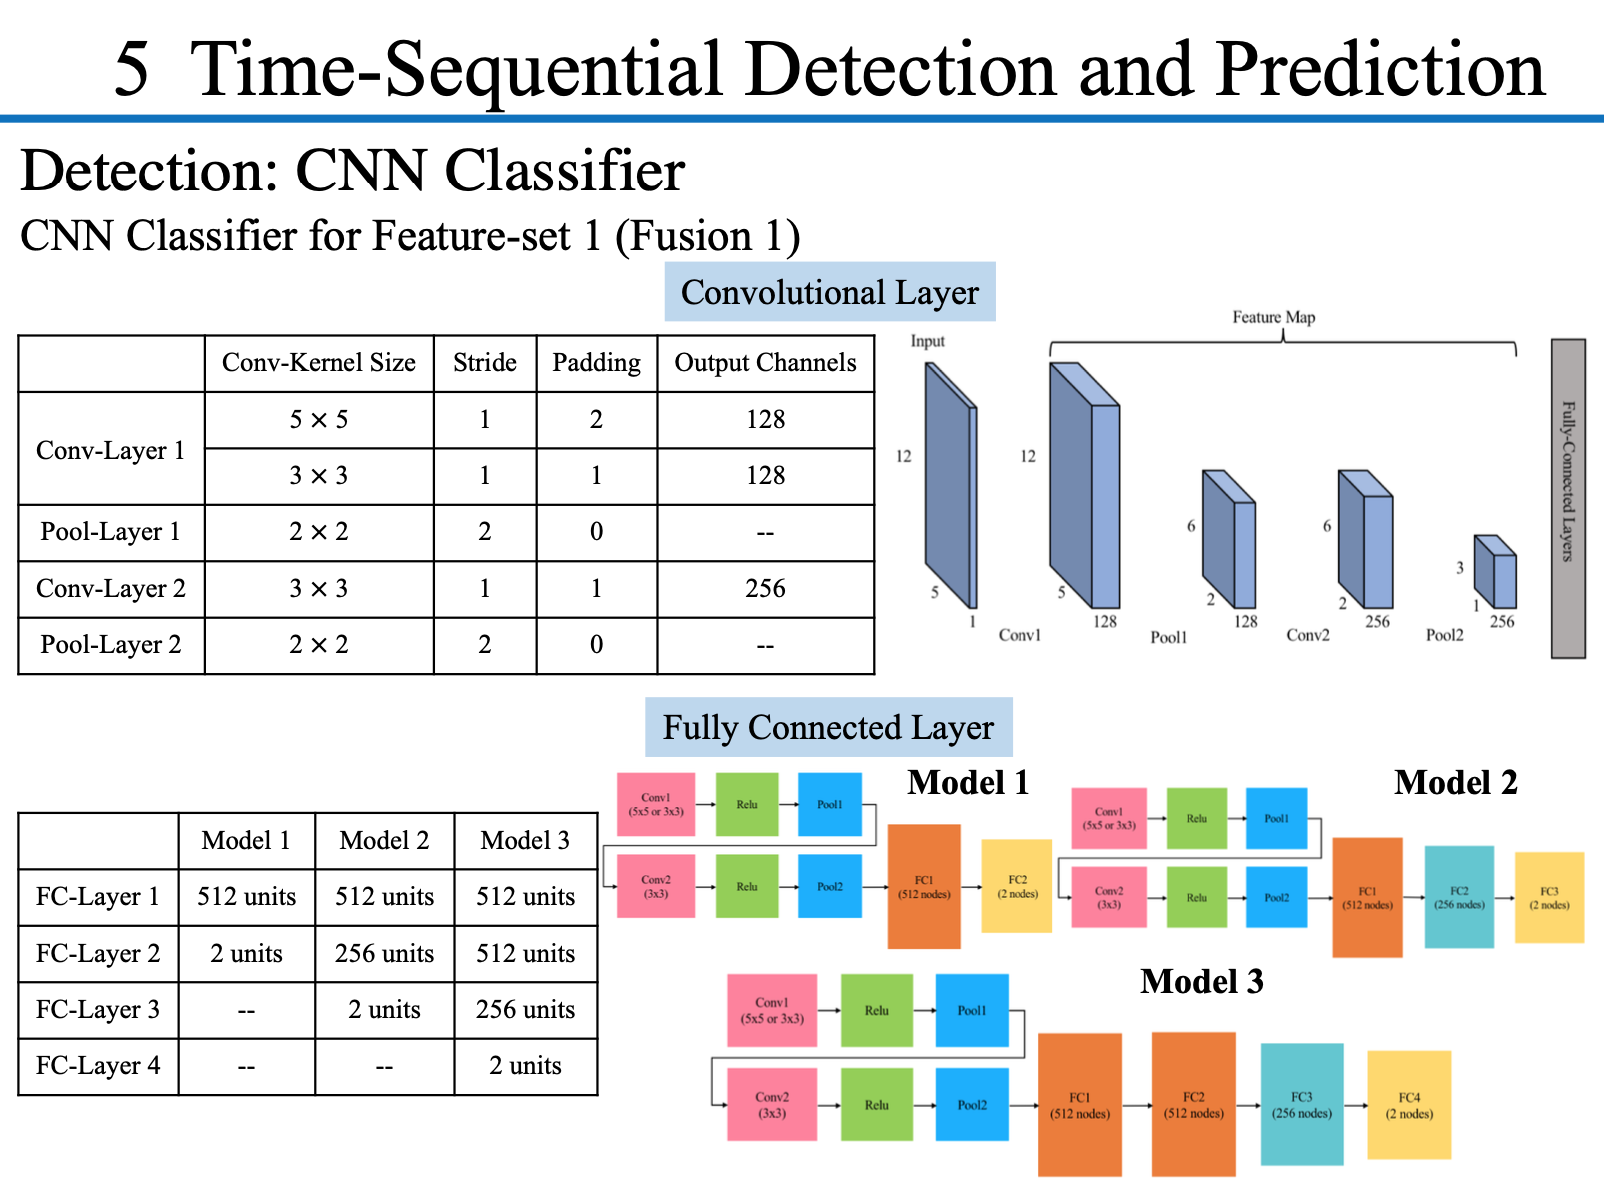 5 Time-Sequential Detection and Prediction
Detection: CNN Classifier
CNN Classifier for Feature-set 1 (Fusion 1)
Convolutional Layer
Conv-Kernel Size Stride Padding Output Channels
Conv-Layer 1
5 × 5 1 2 128
3 × 3 1 1 128
Pool-Layer 1 2 × 2 2 0 --
Conv-Layer 2 3 × 3 1 1 256
Pool-Layer 2 2 × 2 2 0 --
Feature Map
Input
12
5
1
Conv1
12
5
128
Pool1
6
2
128
Conv2
6
2
256
Pool2
3
1
256
Fully-Connected Layers
Fully Connected Layer
Model 1 Model 2 Model 3
FC-Layer 1 512 units 512 units 512 units
FC-Layer 2 2 units 256 units 512 units
FC-Layer 3 -- 2 units 256 units
FC-Layer 4 -- -- 2 units
Model 1
Conv1
(5x5 or 3x3)
Relu
Pool1
Conv2
(3x3)
Relu
Pool2
FC1
(512 nodes)
FC2
(2 nodes)
Model 2
Conv1
(5x5 or 3x3)
Relu
Pool1
Conv2
(3x3)
Relu
Pool2
FC1
(512 nodes)
FC2
(256 nodes)
FC3
(2 nodes)
Model 3
Conv1
(5x5 or 3x3)
Relu
Pool1
Conv2
(3x3)
Relu
Pool2
FC1
(512 nodes)
FC2
(512 nodes)
FC3
(256 nodes)
FC4
(2 nodes)